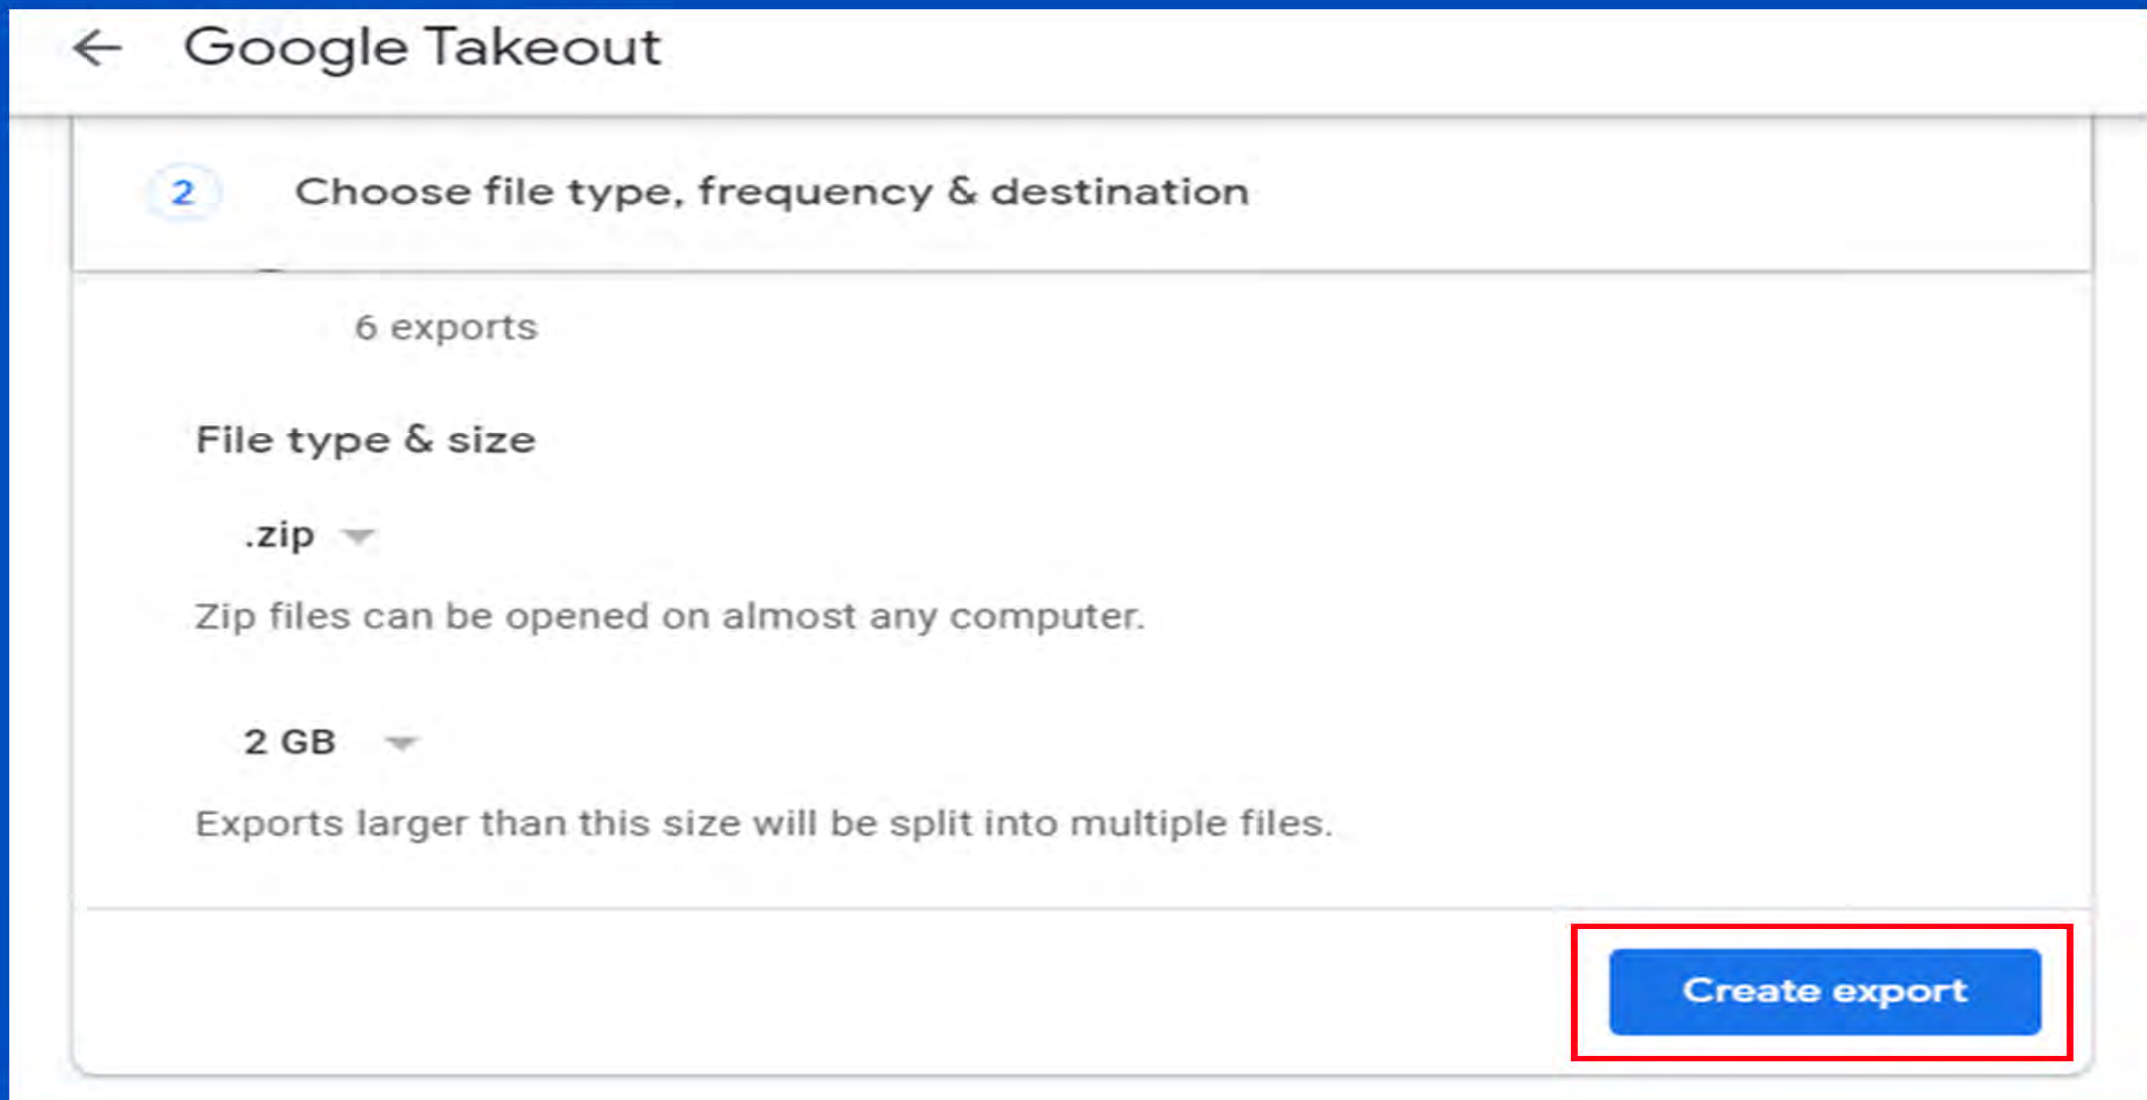 Google Takeout
2 Choose file type, frequency & destination
6 exports
File type & size
.zip
Zip files can be opened on almost any computer.
2 GB
Exports larger than this size will be split into multiple files.
Create export